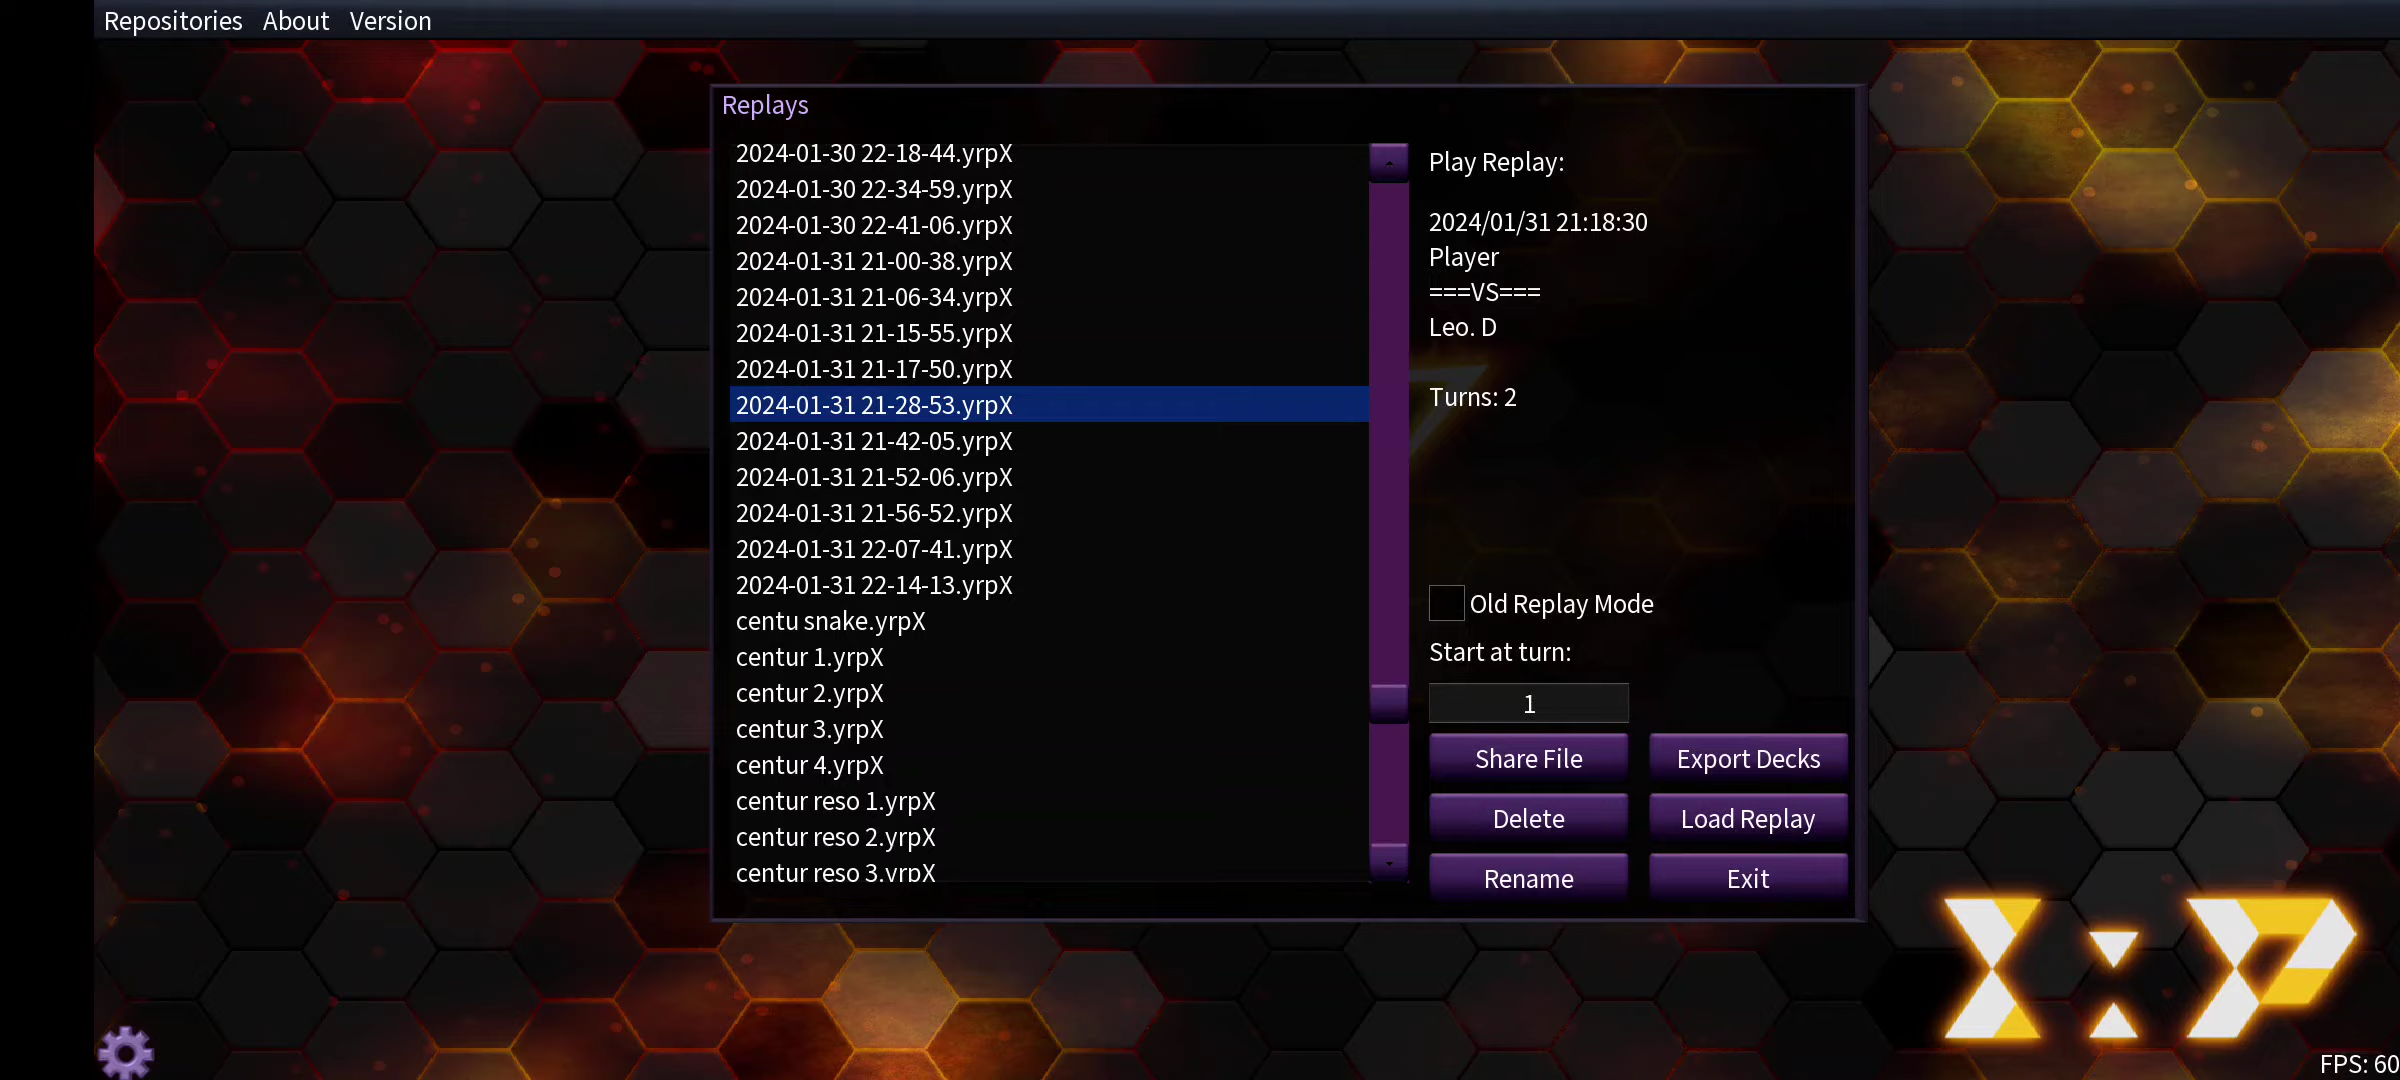 Repositories About Version
Replays
2024-01-30 22-18-44.yrpX
2024-01-30 22-34-59.yrpX
2024-01-30 22-41-06.yrpX
2024-01-31 21-00-38.yrpX
2024-01-31 21-06-34.yrpX
2024-01-31 21-15-55.yrpX
2024-01-31 21-17-50.yrpX
2024-01-31 21-28-53.yrpX
2024-01-31 21-42-05.yrpX
2024-01-31 21-52-06.yrpX
2024-01-31 21-56-52.yrpX
2024-01-31 22-07-41.yrpX
2024-01-31 22-14-13.yrpX
centu snake.yrpX
centur 1.yrpX
centur 2.yrpX
centur 3.yrpX
centur 4.yrpX
centur reso 1.yrpX
centur reso 2.yrpX
centur reso 3.yrpX
Play Replay:
2024/01/31 21:18:30
Player
===VS===
Leo. D
Turns: 2
Old Replay Mode
Start at turn:
1
Share File Export Decks
Delete Load Replay
Rename Exit
X:P
FPS: 60